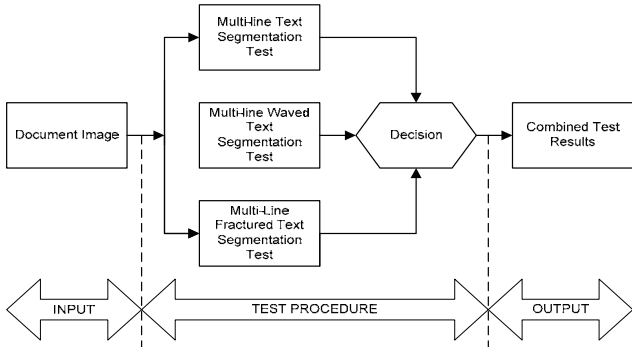 Multi-line Text
Segmentation
Test
Document Image
Multi-line Waved
Text
Segmentation
Test
Decision
Combined Test
Results
Multi-Line
Fractured Text
Segmentation
Test
INPUT
TEST PROCEDURE
OUTPUT